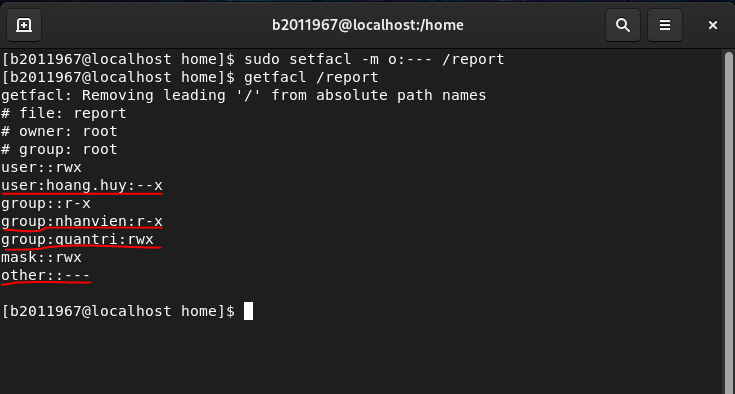 b2011967@localhost:/home
[b2011967@localhost home]$ sudo setfacl -m o:--- /report
[b2011967@localhost home]$ getfacl /report
getfacl: Removing leading '/' from absolute path names
# file: report
# owner: root
# group: root
user::rwx
user:hoang.huy:--x
group::r-x
group:nhanvien:r-x
group:quantri:rwx
mask::rwx
other::---
[b2011967@localhost home]$